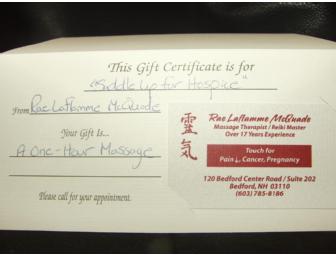 This Gift Certificate is for
"Saddle Up for Hospice"
From Rae Laflamme McQuade
Your Gift Is...
A One-Hour Massage
Please call for your appointment.
靈氣
Rae Laflamme McQuade
Massage Therapist / Reiki Master
Over 17 Years Experience
Touch for
Pain↓, Cancer, Pregnancy
120 Bedford Center Road / Suite 202
Bedford, NH 03110
(603) 785-8186